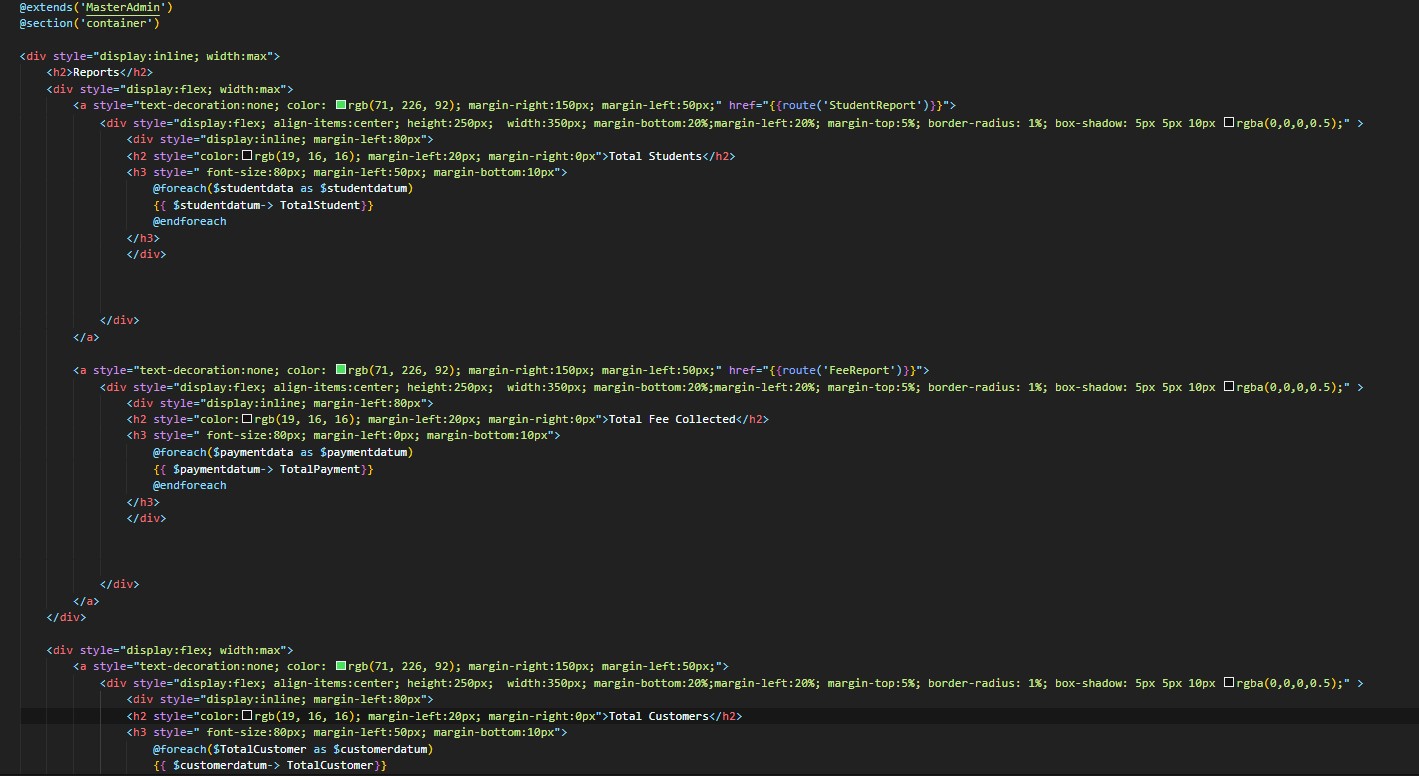 @extends('MasterAdmin')
@section('container')
<div style="display:inline; width:max">
<h2>Reports</h2>
<div style="display:flex; width:max">
<a style="text-decoration:none; color: rgb(71, 226, 92); margin-right:150px; margin-left:50px;" href="{{route('StudentReport')}}">
<div style="display:flex; align-items:center; height:250px;  width:350px; margin-bottom:20%;margin-left:20%; margin-top:5%; border-radius: 1%; box-shadow: 5px 5px 10px rgba(0,0,0,0.5);" >
<div style="display:inline; margin-left:80px">
<h2 style="color:rgb(19, 16, 16); margin-left:20px; margin-right:0px">Total Students</h2>
<h3 style=" font-size:80px; margin-left:50px; margin-bottom:10px">
@foreach($studentdata as $studentdatum)
{{ $studentdatum-> TotalStudent}}
@endforeach
</h3>
</div>
</div>
</a>
<a style="text-decoration:none; color: rgb(71, 226, 92); margin-right:150px; margin-left:50px;" href="{{route('FeeReport')}}">
<div style="display:flex; align-items:center; height:250px;  width:350px; margin-bottom:20%;margin-left:20%; margin-top:5%; border-radius: 1%; box-shadow: 5px 5px 10px rgba(0,0,0,0.5);" >
<div style="display:inline; margin-left:80px">
<h2 style="color:rgb(19, 16, 16); margin-left:20px; margin-right:0px">Total Fee Collected</h2>
<h3 style=" font-size:80px; margin-left:0px; margin-bottom:10px">
@foreach($paymentdata as $paymentdatum)
{{ $paymentdatum-> TotalPayment}}
@endforeach
</h3>
</div>
</div>
</a>
</div>
<div style="display:flex; width:max">
<a style="text-decoration:none; color: rgb(71, 226, 92); margin-right:150px; margin-left:50px;">
<div style="display:flex; align-items:center; height:250px;  width:350px; margin-bottom:20%;margin-left:20%; margin-top:5%; border-radius: 1%; box-shadow: 5px 5px 10px rgba(0,0,0,0.5);" >
<div style="display:inline; margin-left:80px">
<h2 style="color:rgb(19, 16, 16); margin-left:20px; margin-right:0px">Total Customers</h2>
<h3 style=" font-size:80px; margin-left:50px; margin-bottom:10px">
@foreach($TotalCustomer as $customerdatum)
{{ $customerdatum-> TotalCustomer}}